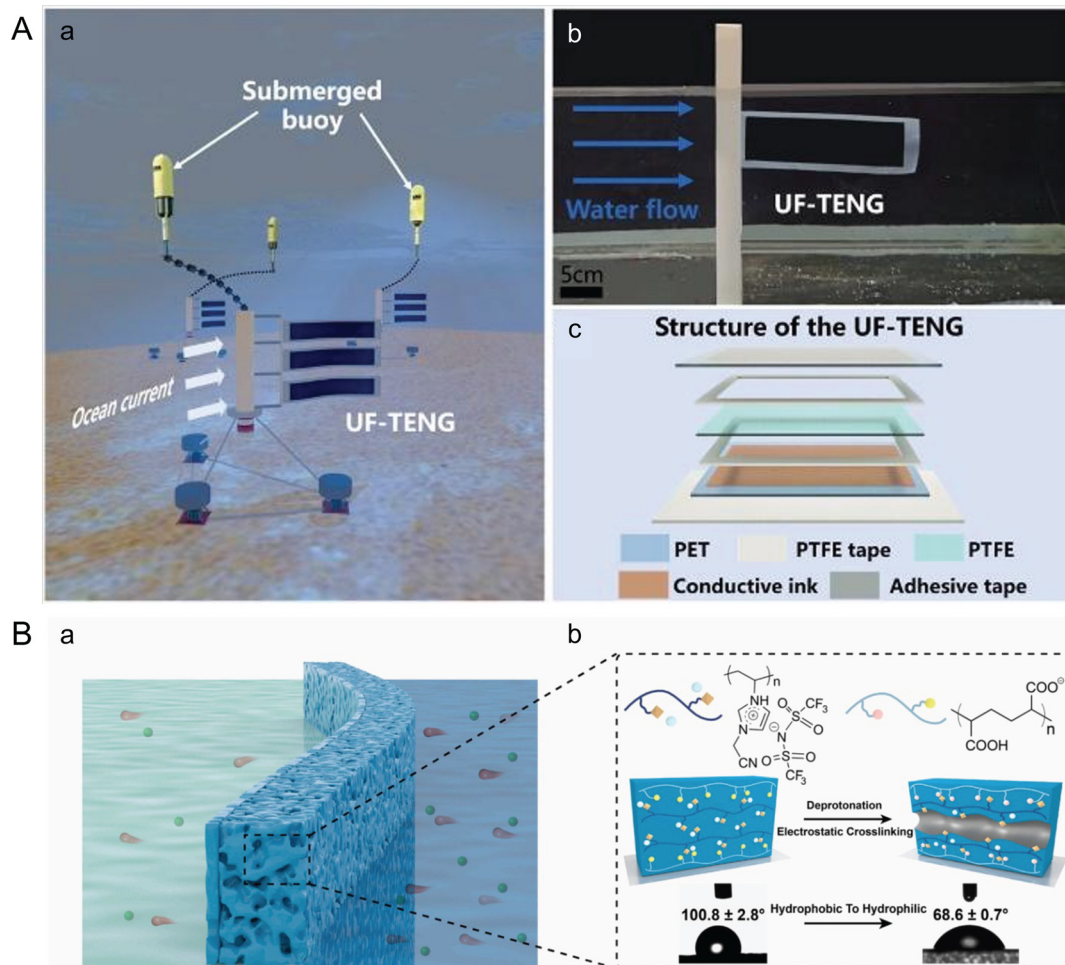 A
a
Submerged
buoy
Ocean current
UF-TENG
b
Water flow
UF-TENG
5cm
c
Structure of the UF-TENG
PET
PTFE tape
PTFE
Conductive ink
Adhesive tape
B
a
b
n
NH
⊕
N
CN
⊖
N
O
S
CF₃
O
O
S
O
CF₃
COO⊖
COOH
n
Deprotonation
Electrostatic Crosslinking
100.8 ± 2.8°
Hydrophobic To Hydrophilic
68.6 ± 0.7°